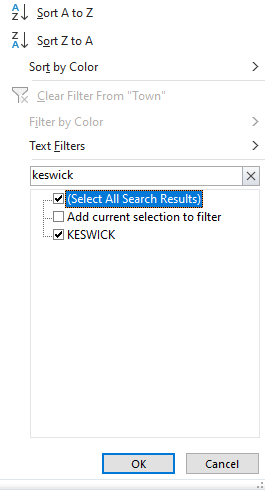 Sort A to Z
Sort Z to A
Sort by Color
Clear Filter From "Town"
Filter by Color
Text Filters
keswick
(Select All Search Results)
Add current selection to filter
KESWICK
OK
Cancel